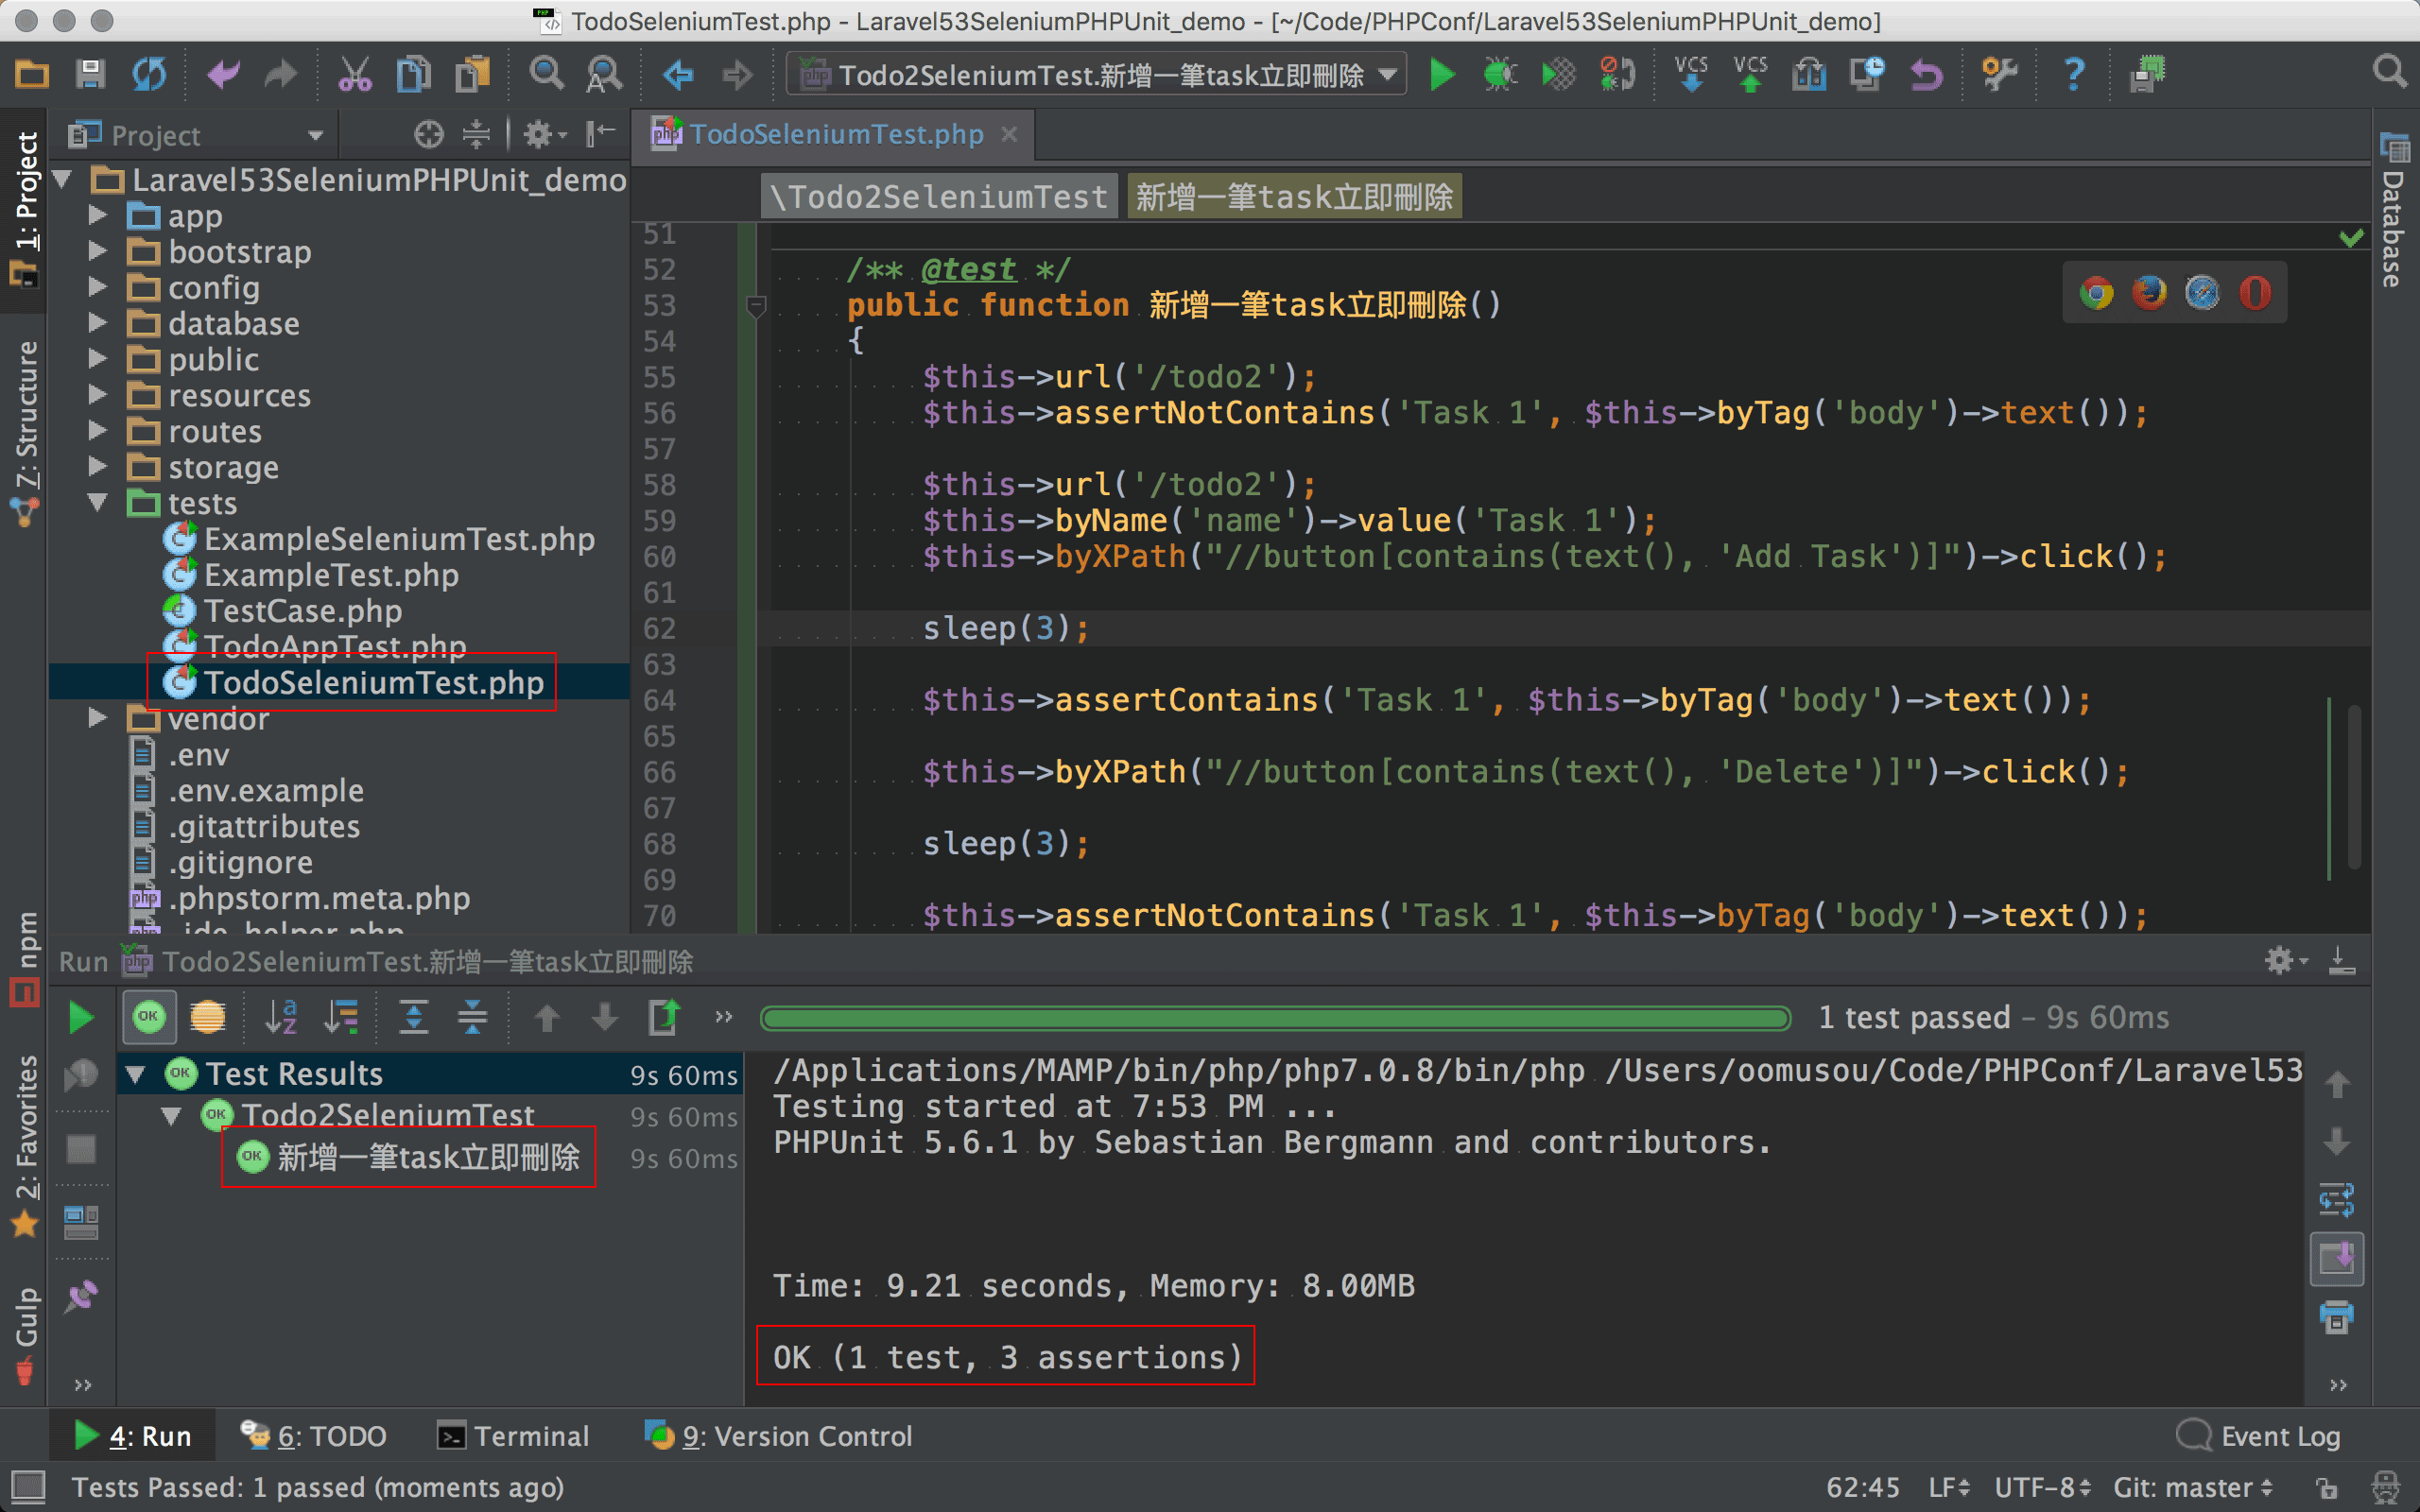 TodoSeleniumTest.php - Laravel53SeleniumPHPUnit_demo - [~/Code/PHPConf/Laravel53SeleniumPHPUnit_demo]
Todo2SeleniumTest.新增一筆task立即刪除
VCS VCS
Project
TodoSeleniumTest.php
1: Project
7: Structure
npm
2: Favorites
Gulp
Database
Laravel53SeleniumPHPUnit_demo
app
bootstrap
config
database
public
resources
routes
storage
tests
ExampleSeleniumTest.php
ExampleTest.php
TestCase.php
TodoAppTest.php
TodoSeleniumTest.php
vendor
.env
.env.example
.gitattributes
.gitignore
.phpstorm.meta.php
_ide_helper.php
\Todo2SeleniumTest 新增一筆task立即刪除
51
52 /** @test */
53 public function 新增一筆task立即刪除()
54 {
55 $this->url('/todo2');
56 $this->assertNotContains('Task 1', $this->byTag('body')->text());
57
58 $this->url('/todo2');
59 $this->byName('name')->value('Task 1');
60 $this->byXPath("//button[contains(text(), 'Add Task')]")->click();
61
62 sleep(3);
63
64 $this->assertContains('Task 1', $this->byTag('body')->text());
65
66 $this->byXPath("//button[contains(text(), 'Delete')]")->click();
67
68 sleep(3);
69
70 $this->assertNotContains('Task 1', $this->byTag('body')->text());
Run Todo2SeleniumTest.新增一筆task立即刪除
1 test passed – 9s 60ms
OK Test Results 9s 60ms
OK Todo2SeleniumTest 9s 60ms
OK 新增一筆task立即刪除 9s 60ms
/Applications/MAMP/bin/php/php7.0.8/bin/php /Users/oomusou/Code/PHPConf/Laravel53
Testing started at 7:53 PM ...
PHPUnit 5.6.1 by Sebastian Bergmann and contributors.
Time: 9.21 seconds, Memory: 8.00MB
OK (1 test, 3 assertions)
4: Run 6: TODO Terminal 9: Version Control Event Log
Tests Passed: 1 passed (moments ago) 62:45 LF UTF-8 Git: master